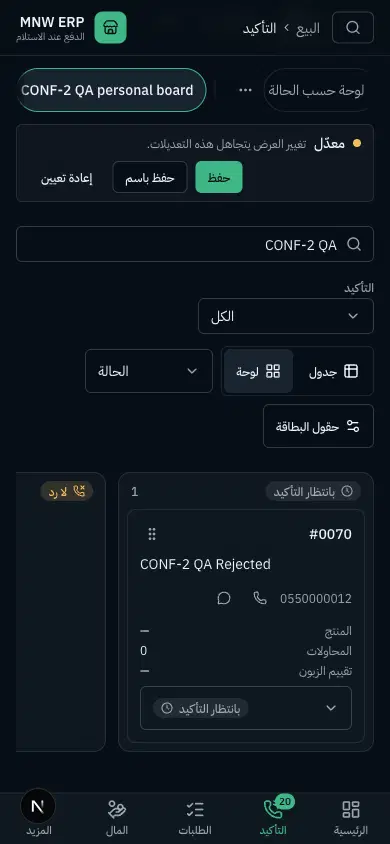 MNW ERP
الدفع عند الاستلام
البيع › التأكيد
لوحة حسب الحالة
CONF-2 QA personal board
معدّل تغيير العرض يتجاهل هذه التعديلات.
حفظ
حفظ باسم
إعادة تعيين
CONF-2 QA
التأكيد
الكل
جدول
لوحة
الحالة
حقول البطاقة
بانتظار التأكيد
1
لا رد
#0070
CONF-2 QA Rejected
0550000012
المنتج –
المحاولات 0
تقييم الزبون –
بانتظار التأكيد
الرئيسية
20
التأكيد
الطلبات
المال
N
المزيد